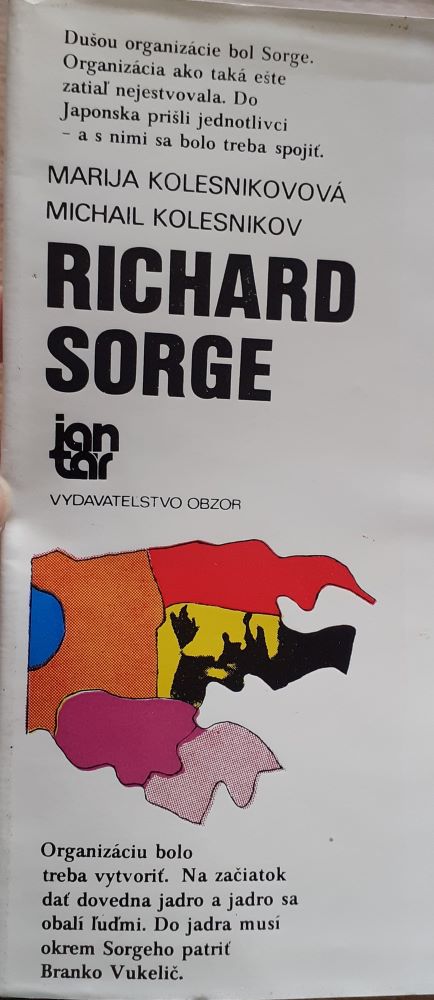 Dušou organizácie bol Sorge.
Organizácia ako taká ešte
zatiaľ nejestvovala. Do
Japonska prišli jednotlivci
– a s nimi sa bolo treba spojiť.
MARIJA KOLESNIKOVOVÁ
MICHAIL KOLESNIKOV
RICHARD
SORGE
jan
tár
VYDAVATELSTVO OBZOR
Organizáciu bolo
treba vytvoriť. Na začiatok
dať dovedna jadro a jadro sa
obalí ľuďmi. Do jadra musí
okrem Sorgeho patriť
Branko Vukelič.